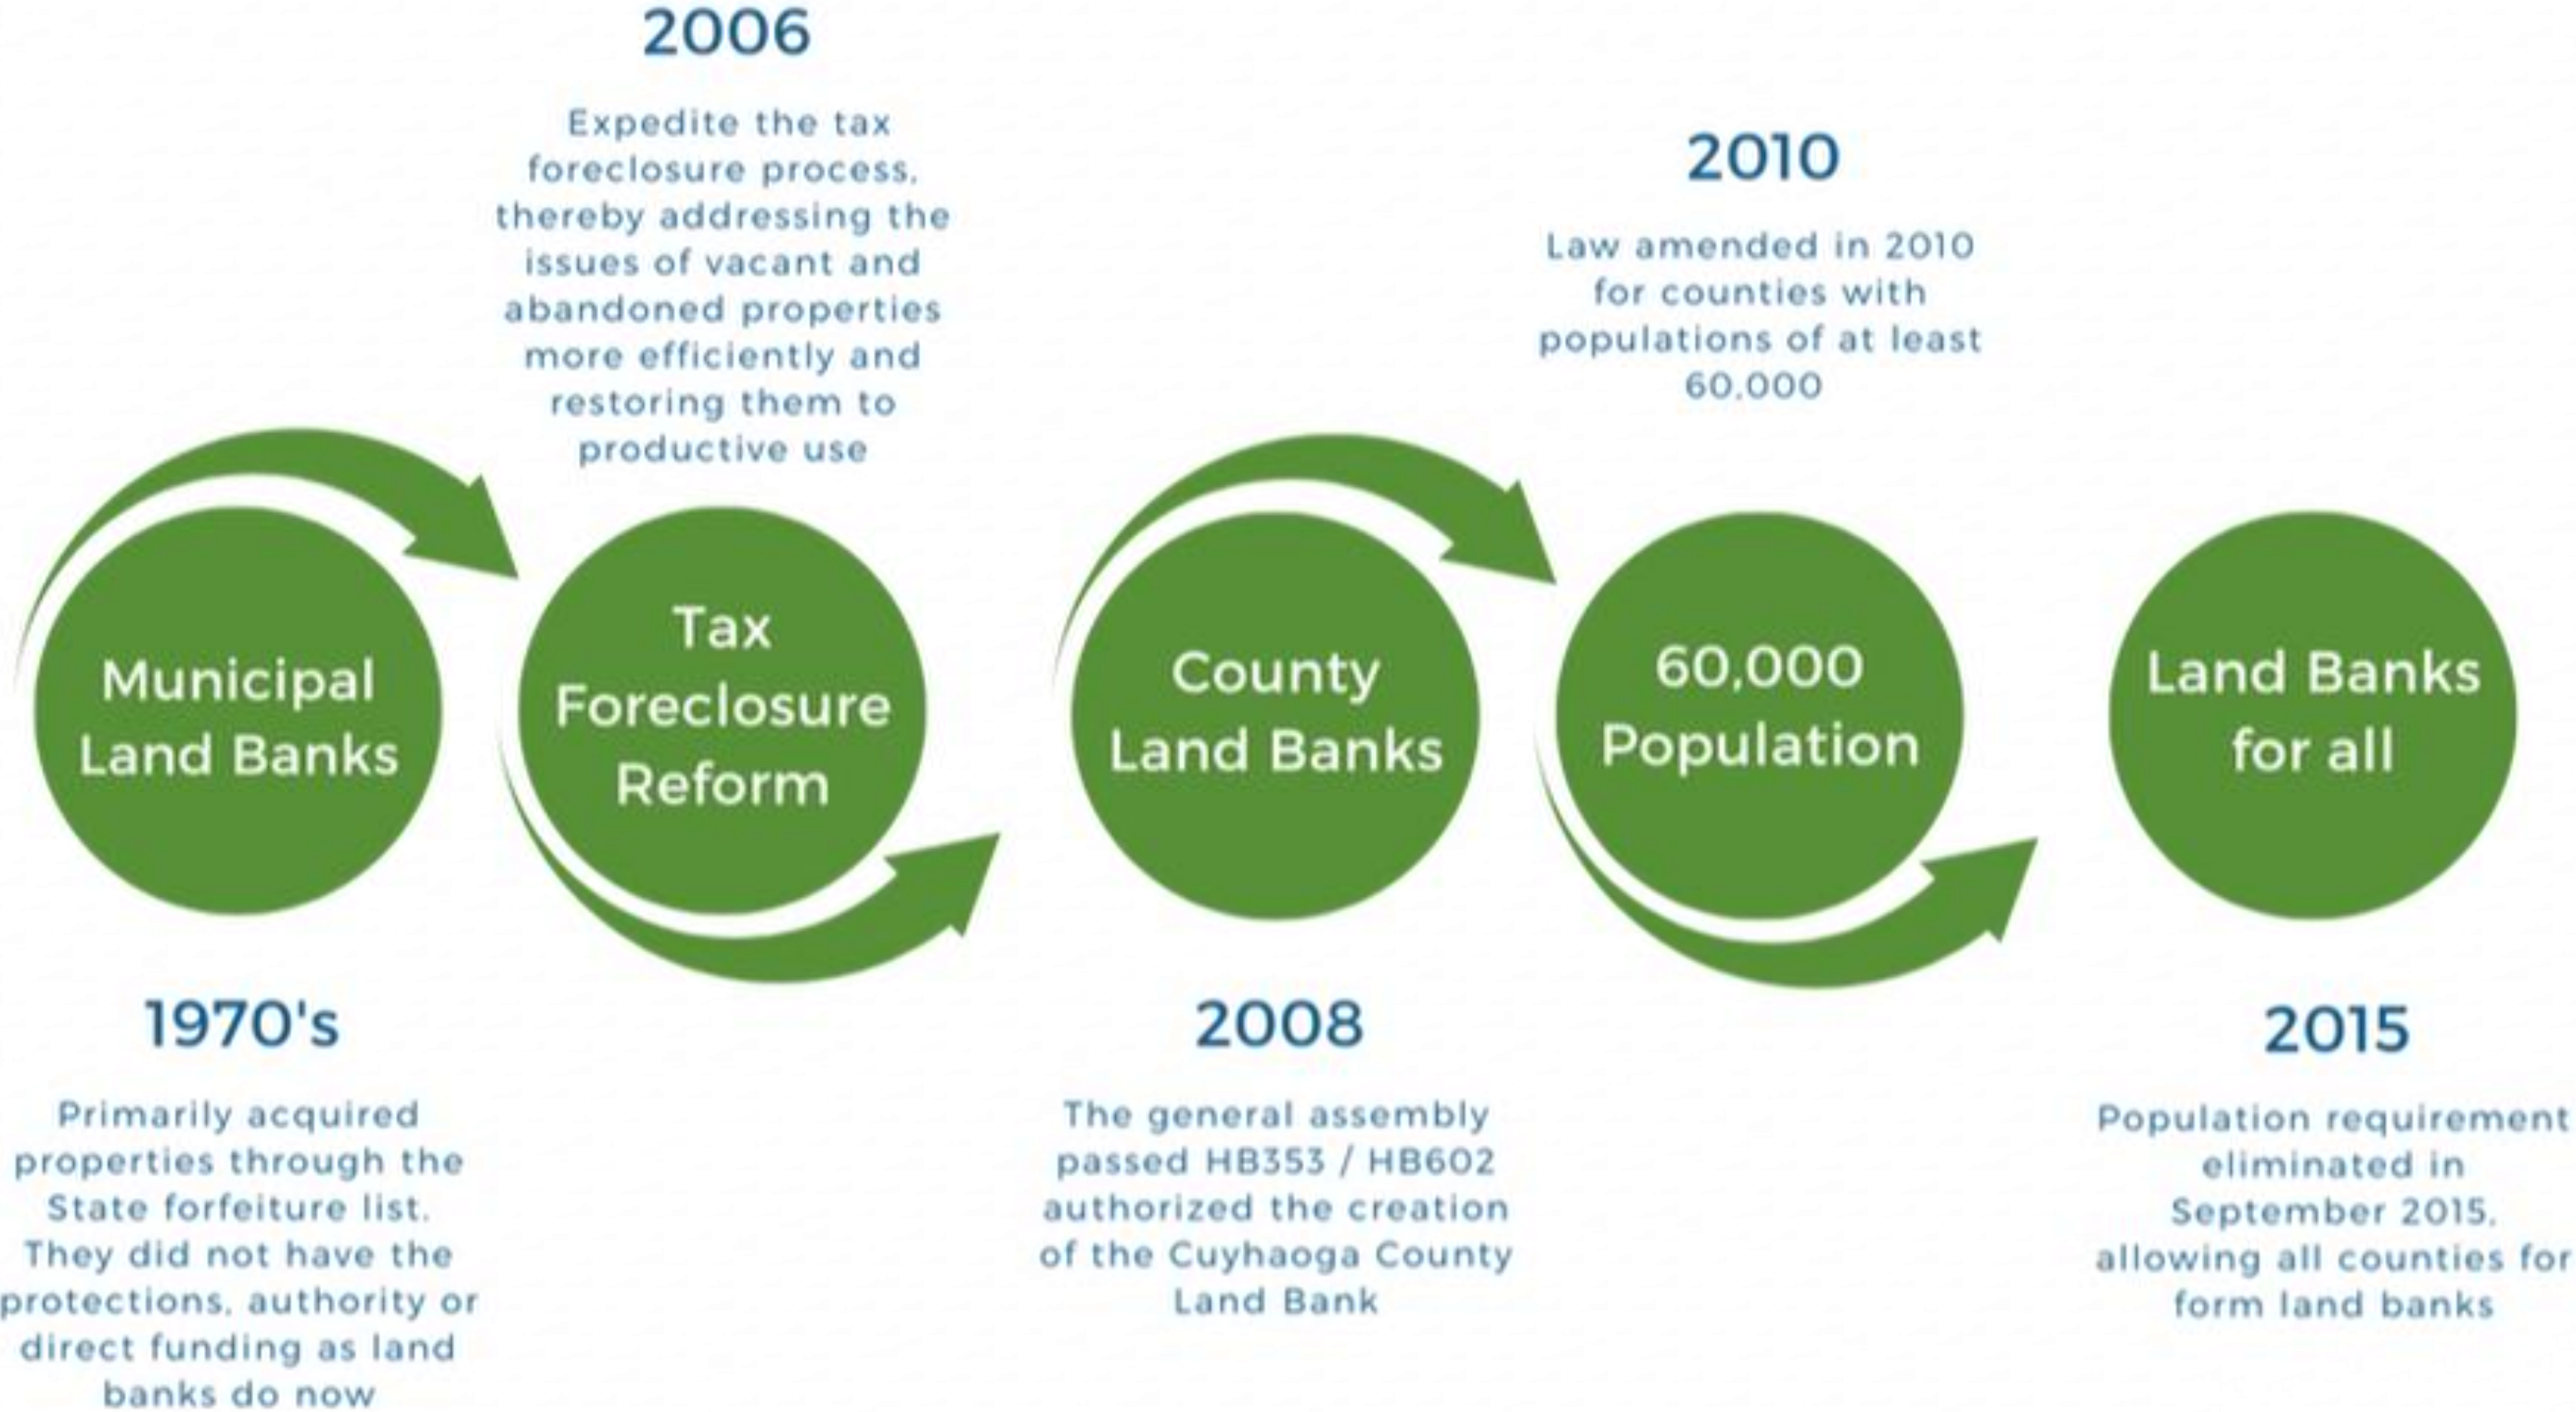 1970's
Municipal
Land Banks
Primarily acquired
properties through the
State forfeiture list.
They did not have the
protections, authority or
direct funding as land
banks do now
2006
Expedite the tax
foreclosure process,
thereby addressing the
issues of vacant and
abandoned properties
more efficiently and
restoring them to
productive use
Tax
Foreclosure
Reform
County
Land Banks
2008
The general assembly
passed HB353 / HB602
authorized the creation
of the Cuyhaoga County
Land Bank
2010
Law amended in 2010
for counties with
populations of at least
60,000
60,000
Population
Land Banks
for all
2015
Population requirement
eliminated in
September 2015,
allowing all counties for
form land banks